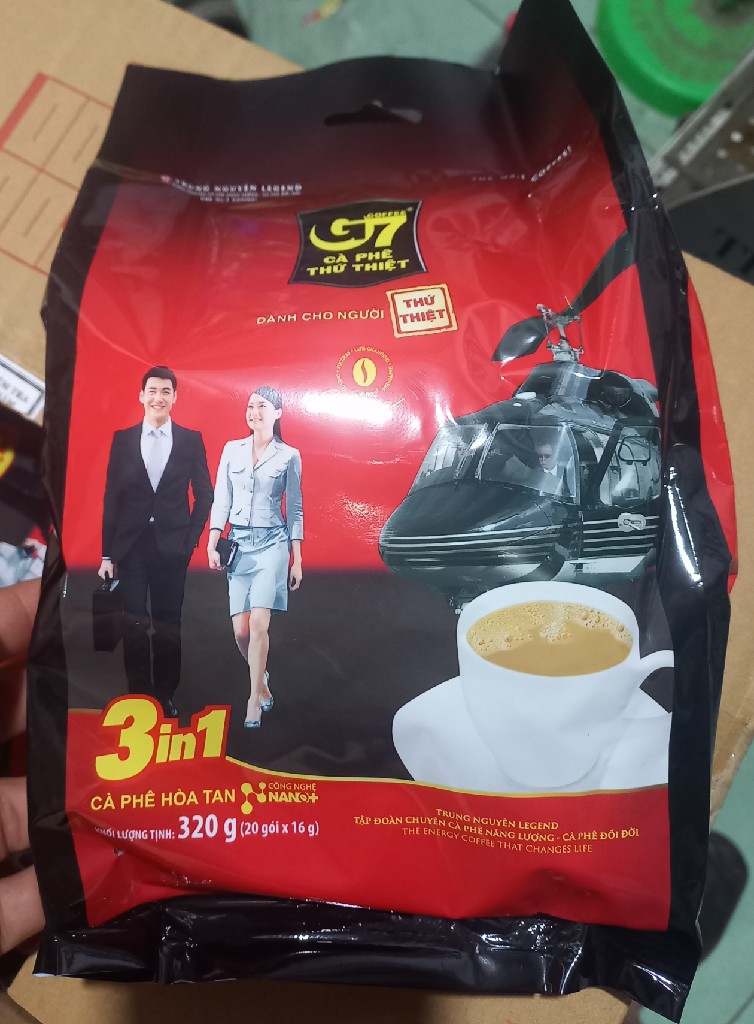 TRUNG NGUYÊN LEGEND
COFFEE
G7
CÀ PHÊ
THỨ THIỆT
DÀNH CHO NGƯỜI
THỨ
THIỆT
3in1
CÀ PHÊ HÒA TAN
CÔNG NGHỆ
NANO+
KHỐI LƯỢNG TỊNH: 320 g (20 gói x 16 g)
TRUNG NGUYÊN LEGEND
TẬP ĐOÀN CHUYÊN CÀ PHÊ NĂNG LƯỢNG - CÀ PHÊ ĐỔI ĐỜI
THE ENERGY COFFEE THAT CHANGES LIFE